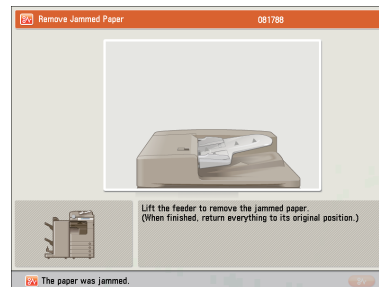 Remove Jammed Paper 081788
Lift the feeder to remove the jammed paper.
(When finished, return everything to its original position.)
The paper was jammed.